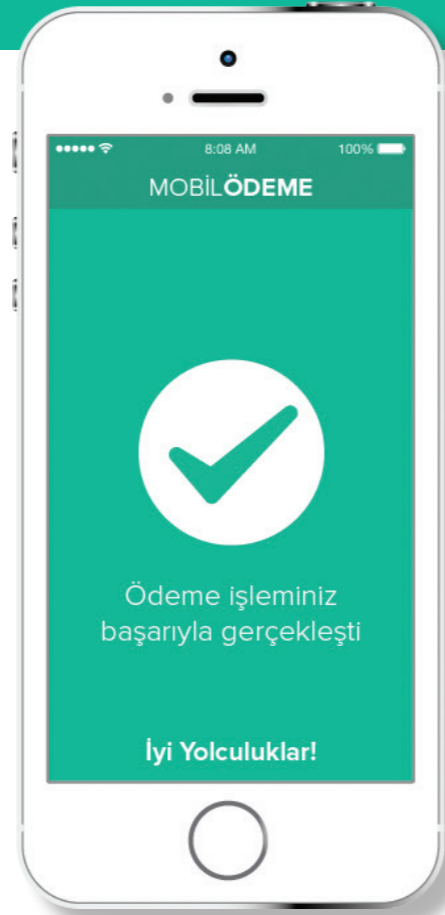 8:08 AM 100%
MOBİLÖDEME
Ödeme işleminiz
başarıyla gerçekleşti
İyi Yolculuklar!